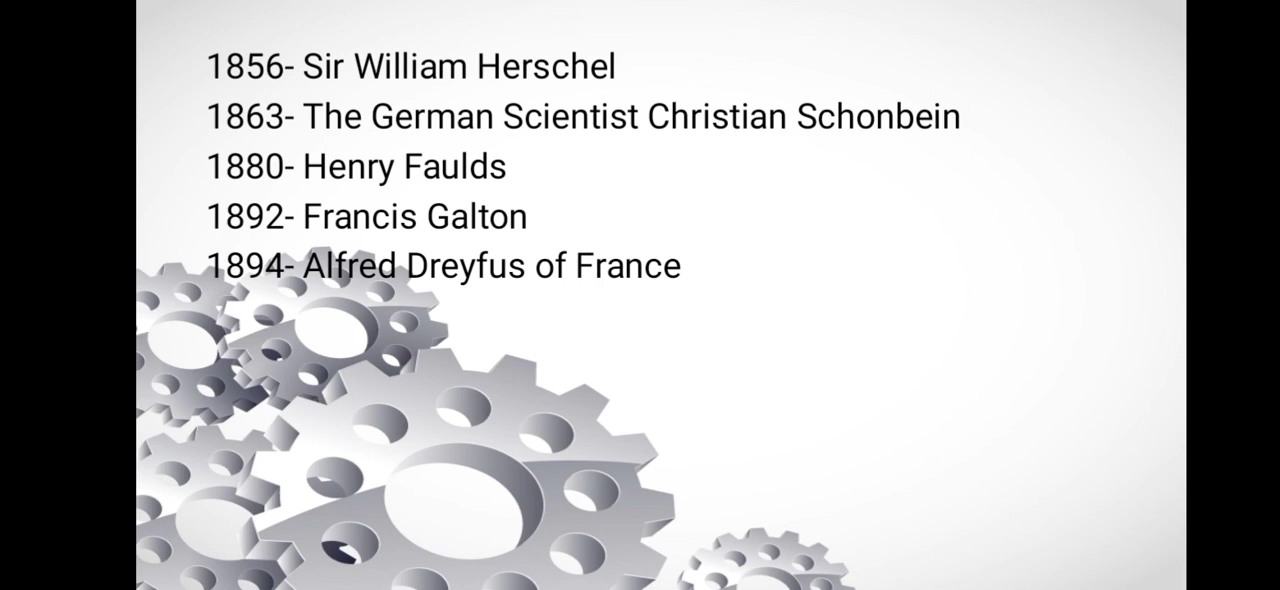 1856- Sir William Herschel
1863- The German Scientist Christian Schonbein
1880- Henry Faulds
1892- Francis Galton
1894- Alfred Dreyfus of France